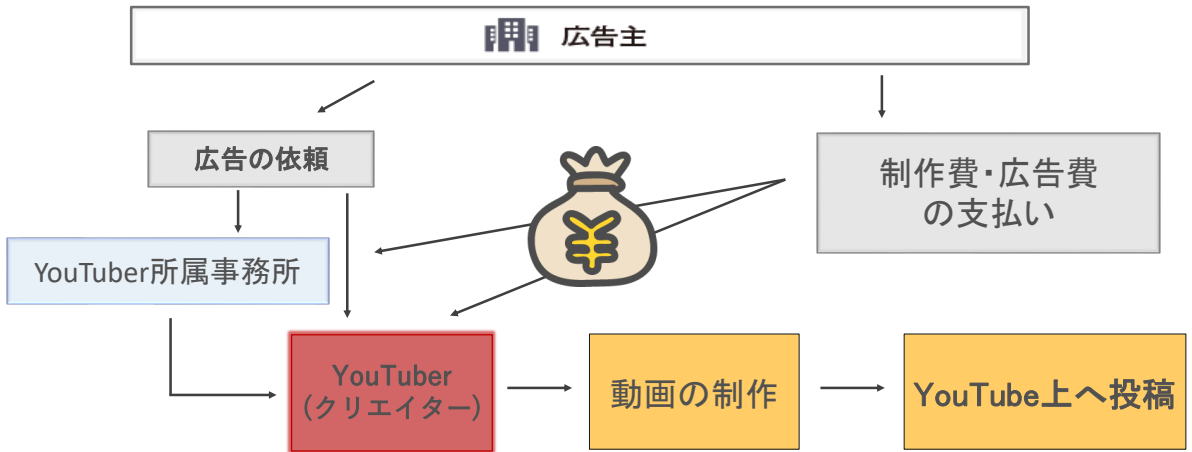 広告主
広告の依頼
制作費・広告費
の支払い
¥
YouTuber所属事務所
YouTuber
(クリエイター)
動画の制作
YouTube上へ投稿